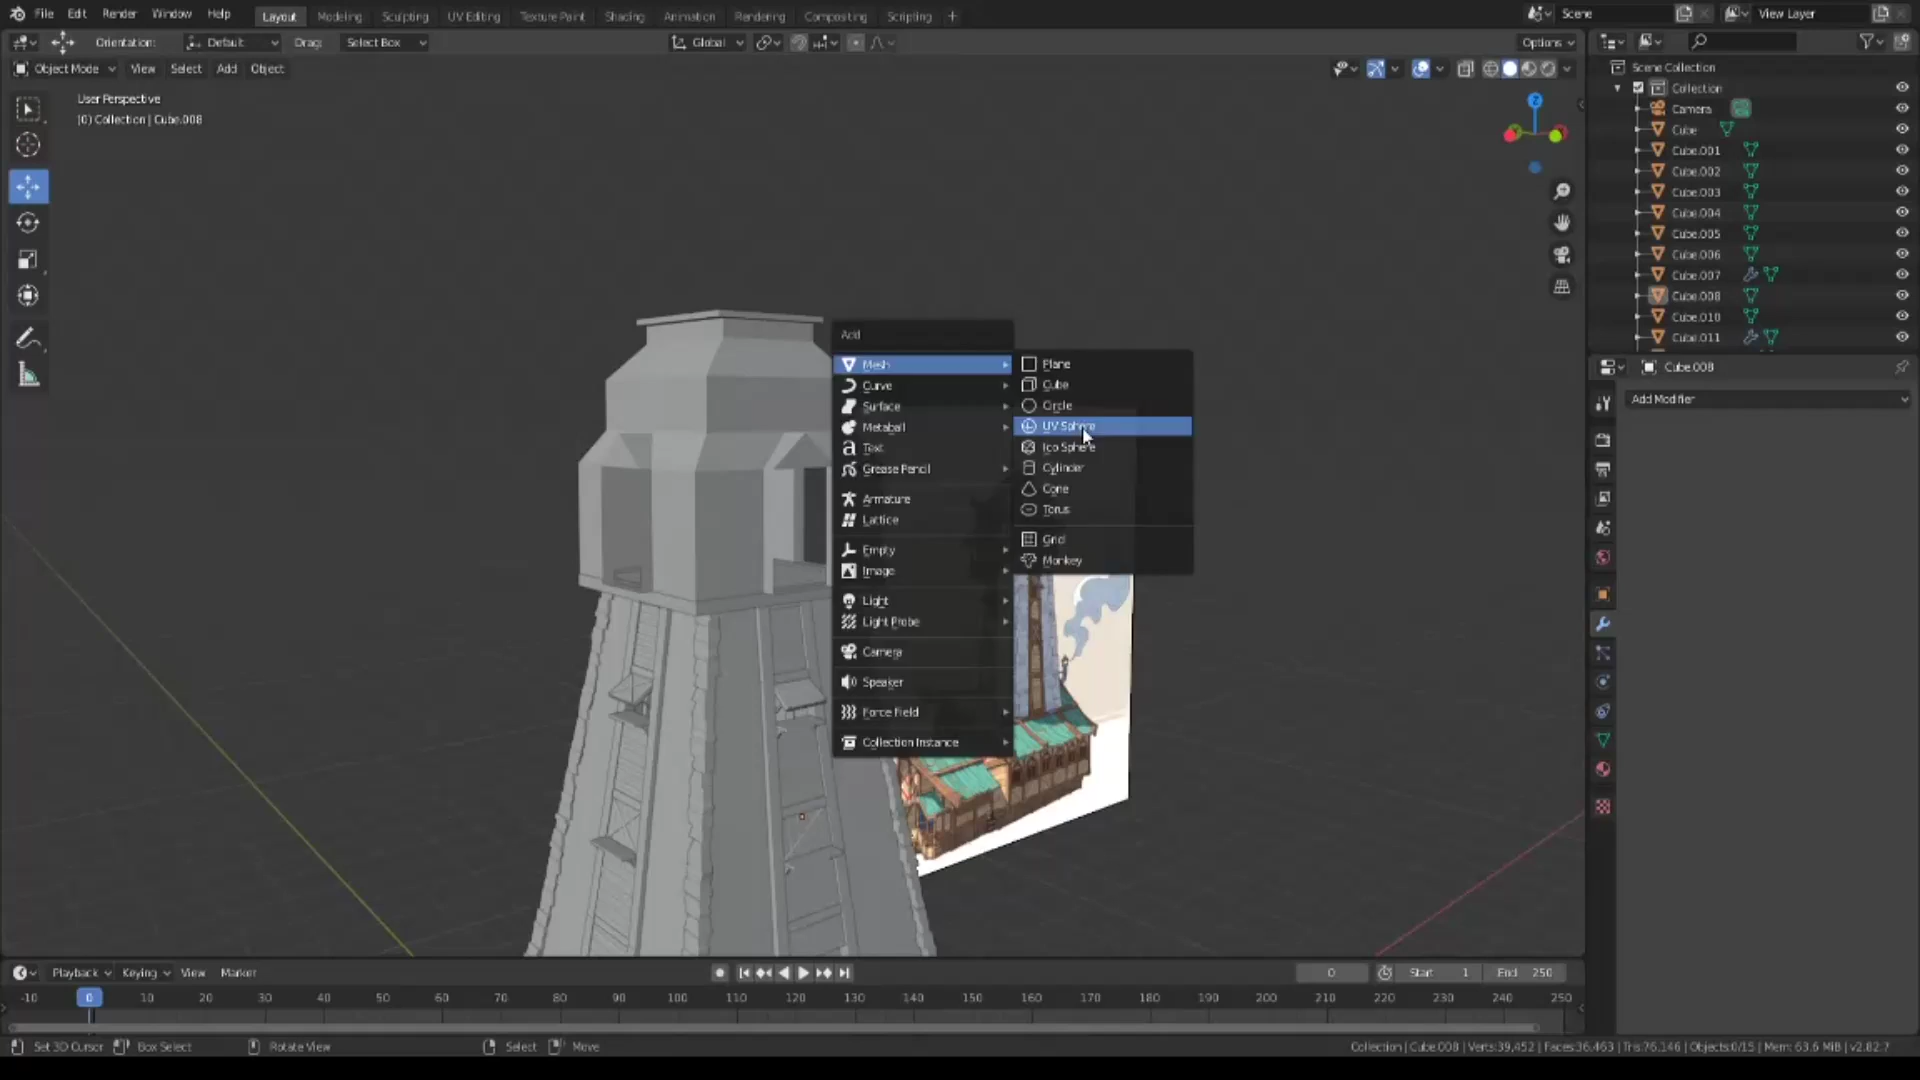 File Edit Render Window Help Layout Modeling Sculpting UV Editing Texture Paint Shading Animation Rendering Compositing Scripting + Scene View Layer
Orientation: Default Drag: Select Box Global Options
Object Mode View Select Add Object
User Perspective
(0) Collection | Cube.008
Z
Add
Mesh
Curve
Surface
Metaball
Text
Grease Pencil
Armature
Lattice
Empty
Image
Light
Light Probe
Camera
Speaker
Force Field
Collection Instance
Plane
Cube
Circle
UV Sphere
Ico Sphere
Cylinder
Cone
Torus
Grid
Monkey
Scene Collection
Collection
Camera
Cube
Cube.001
Cube.002
Cube.003
Cube.004
Cube.005
Cube.006
Cube.007
Cube.008
Cube.010
Cube.011
Cube.008
Add Modifier
Playback Keying View Marker 0 Start 1 End 250
-10 0 10 20 30 40 50 60 70 80 90 100 110 120 130 140 150 160 170 180 190 200 210 220 230 240 250
Set 3D Cursor Box Select Rotate View Select Move Collection | Cube.008 | Verts:39,452 | Faces:36,463 | Tris:76,146 | Objects:0/15 | Mem: 63.6 MiB | v2.82.7